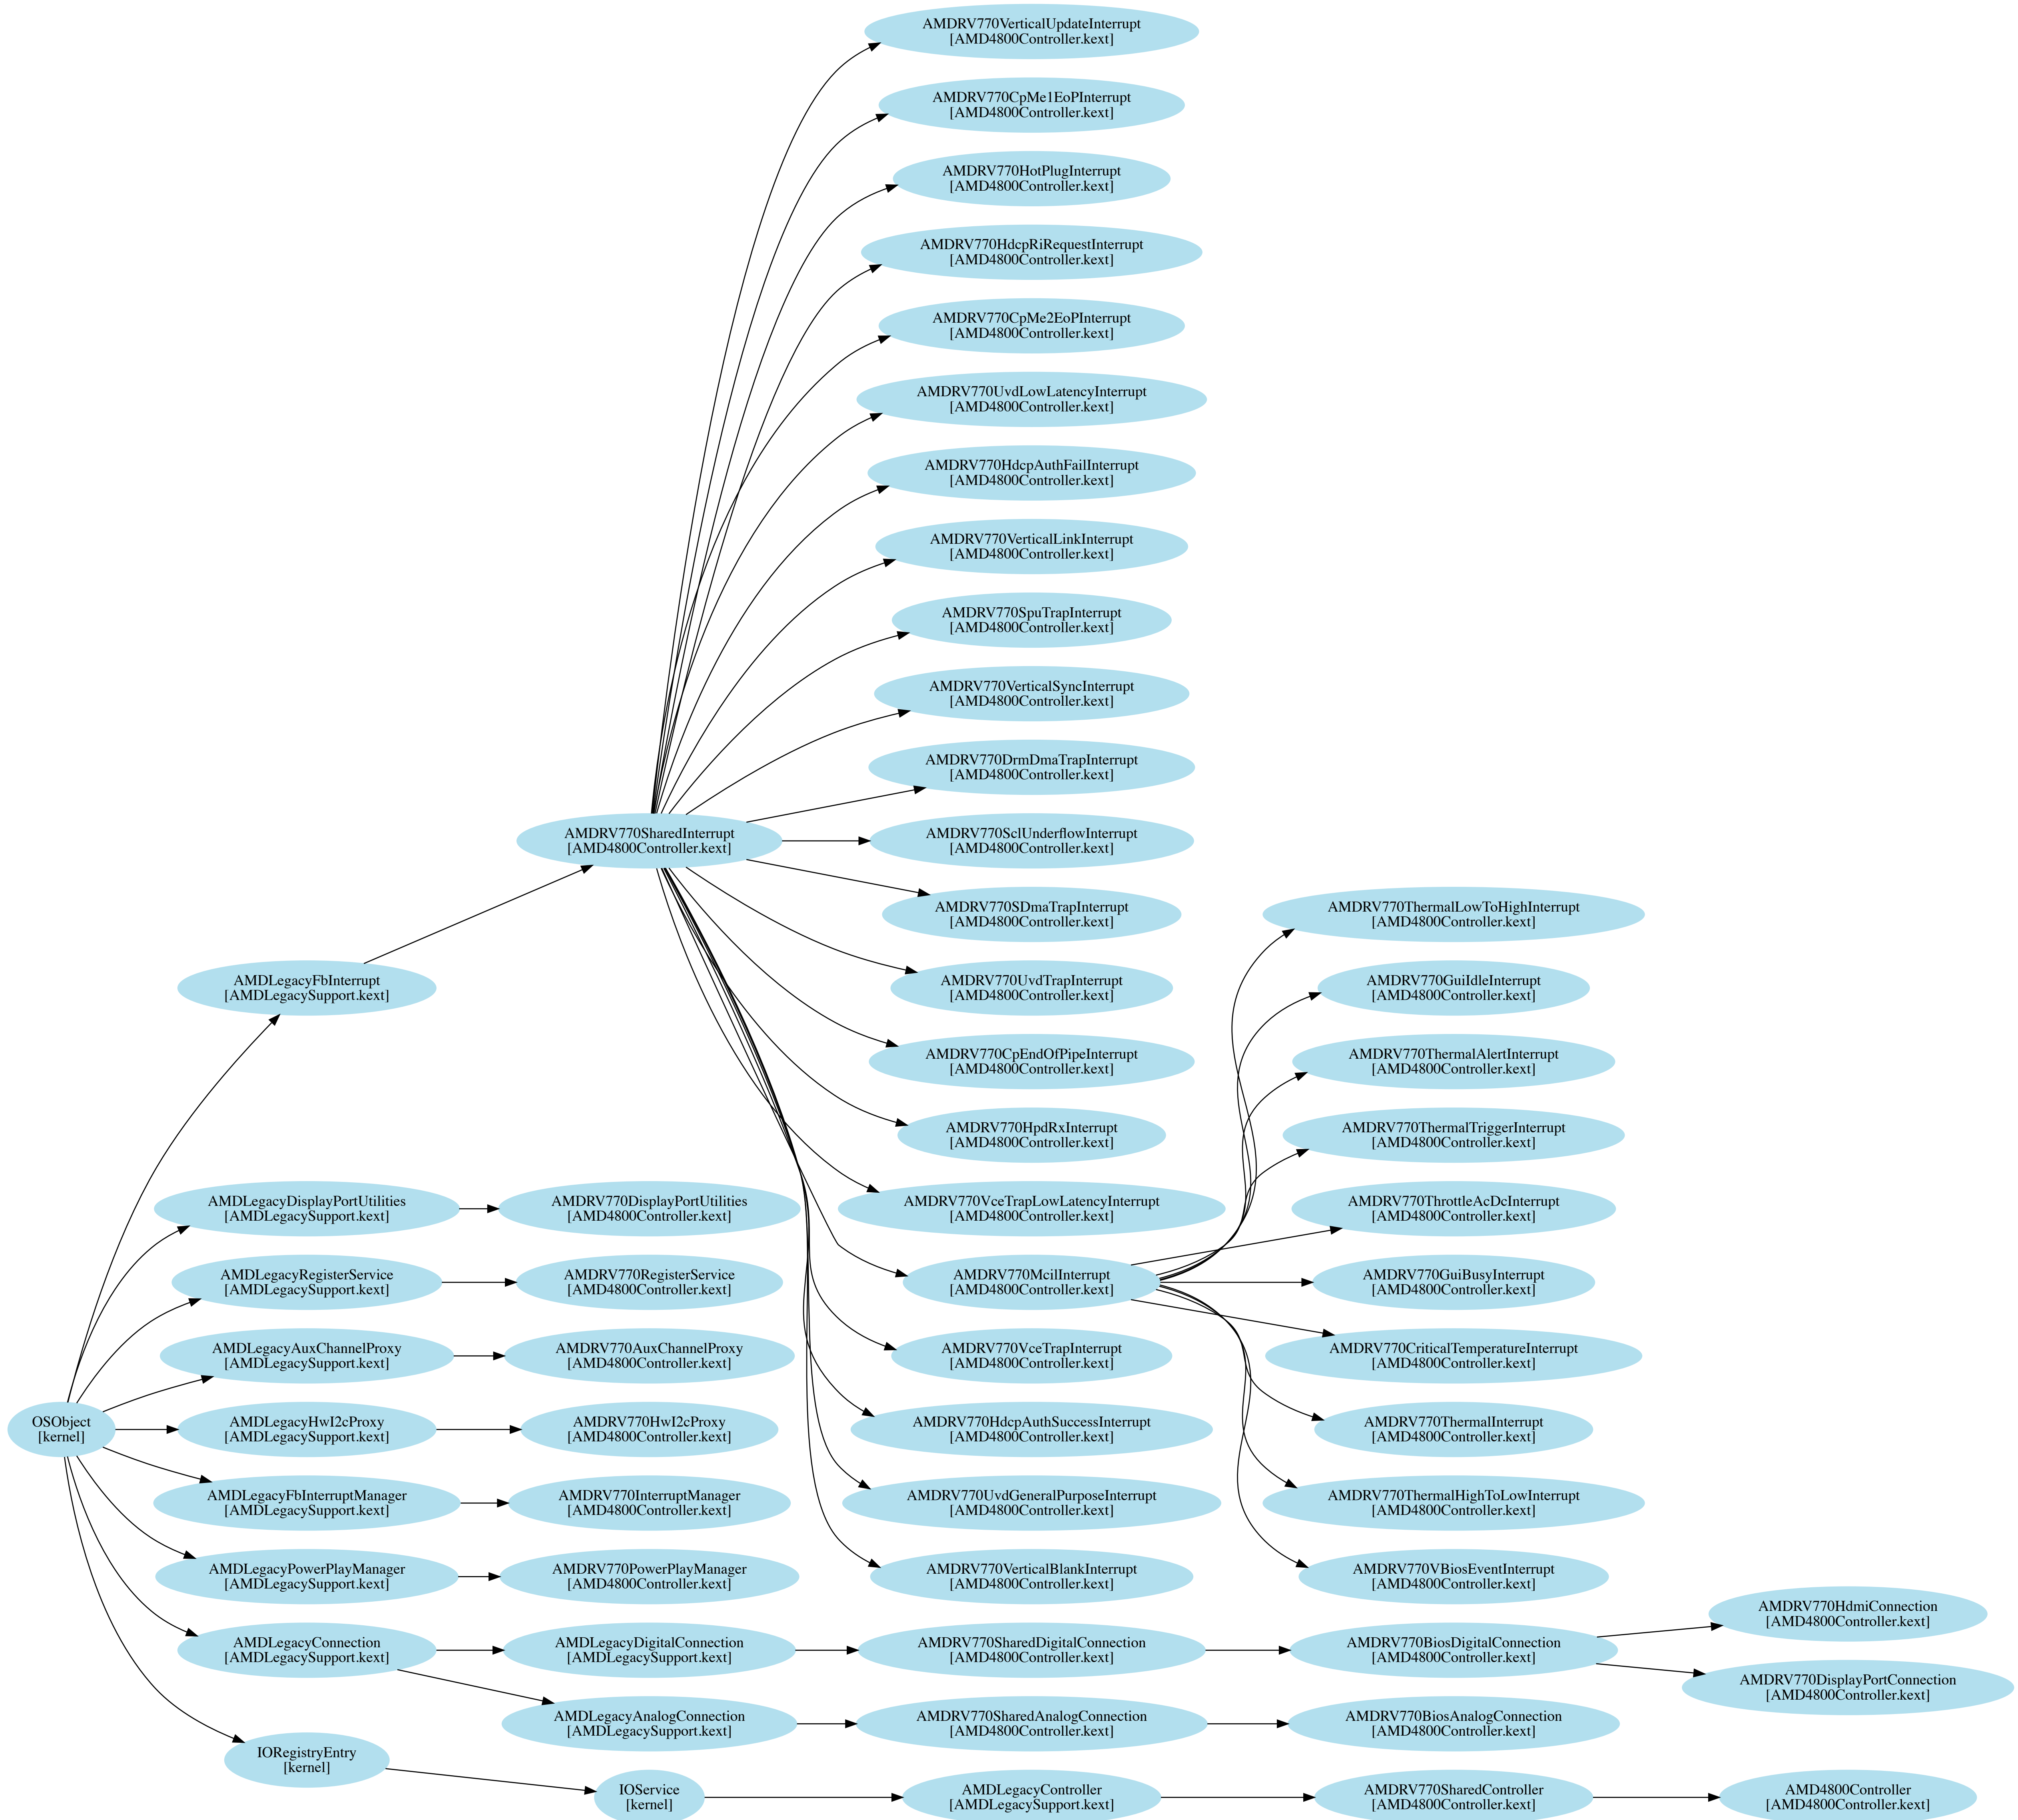 AMDRV770VerticalUpdateInterrupt
[AMD4800Controller.kext]
AMDRV770CpMe1EoPInterrupt
[AMD4800Controller.kext]
AMDRV770HotPlugInterrupt
[AMD4800Controller.kext]
AMDRV770HdcpRiRequestInterrupt
[AMD4800Controller.kext]
AMDRV770CpMe2EoPInterrupt
[AMD4800Controller.kext]
AMDRV770UvdLowLatencyInterrupt
[AMD4800Controller.kext]
AMDRV770HdcpAuthFailInterrupt
[AMD4800Controller.kext]
AMDRV770VerticalLinkInterrupt
[AMD4800Controller.kext]
AMDRV770SpuTrapInterrupt
[AMD4800Controller.kext]
AMDRV770VerticalSyncInterrupt
[AMD4800Controller.kext]
AMDRV770DrmDmaTrapInterrupt
[AMD4800Controller.kext]
AMDRV770SharedInterrupt
[AMD4800Controller.kext]
AMDRV770SclUnderflowInterrupt
[AMD4800Controller.kext]
AMDRV770SDmaTrapInterrupt
[AMD4800Controller.kext]
AMDRV770ThermalLowToHighInterrupt
[AMD4800Controller.kext]
AMDLegacyFbInterrupt
[AMDLegacySupport.kext]
AMDRV770UvdTrapInterrupt
[AMD4800Controller.kext]
AMDRV770GuiIdleInterrupt
[AMD4800Controller.kext]
AMDRV770CpEndOfPipeInterrupt
[AMD4800Controller.kext]
AMDRV770ThermalAlertInterrupt
[AMD4800Controller.kext]
AMDRV770HpdRxInterrupt
[AMD4800Controller.kext]
AMDRV770ThermalTriggerInterrupt
[AMD4800Controller.kext]
AMDLegacyDisplayPortUtilities
[AMDLegacySupport.kext]
AMDRV770DisplayPortUtilities
[AMD4800Controller.kext]
AMDRV770VceTrapLowLatencyInterrupt
[AMD4800Controller.kext]
AMDRV770ThrottleAcDcInterrupt
[AMD4800Controller.kext]
AMDLegacyRegisterService
[AMDLegacySupport.kext]
AMDRV770RegisterService
[AMD4800Controller.kext]
AMDRV770McilInterrupt
[AMD4800Controller.kext]
AMDRV770GuiBusyInterrupt
[AMD4800Controller.kext]
AMDLegacyAuxChannelProxy
[AMDLegacySupport.kext]
AMDRV770AuxChannelProxy
[AMD4800Controller.kext]
AMDRV770VceTrapInterrupt
[AMD4800Controller.kext]
AMDRV770CriticalTemperatureInterrupt
[AMD4800Controller.kext]
OSObject
[kernel]
AMDLegacyHwI2cProxy
[AMDLegacySupport.kext]
AMDRV770HwI2cProxy
[AMD4800Controller.kext]
AMDRV770HdcpAuthSuccessInterrupt
[AMD4800Controller.kext]
AMDRV770ThermalInterrupt
[AMD4800Controller.kext]
AMDLegacyFbInterruptManager
[AMDLegacySupport.kext]
AMDRV770InterruptManager
[AMD4800Controller.kext]
AMDRV770UvdGeneralPurposeInterrupt
[AMD4800Controller.kext]
AMDRV770ThermalHighToLowInterrupt
[AMD4800Controller.kext]
AMDLegacyPowerPlayManager
[AMDLegacySupport.kext]
AMDRV770PowerPlayManager
[AMD4800Controller.kext]
AMDRV770VerticalBlankInterrupt
[AMD4800Controller.kext]
AMDRV770VBiosEventInterrupt
[AMD4800Controller.kext]
AMDRV770HdmiConnection
[AMD4800Controller.kext]
AMDLegacyConnection
[AMDLegacySupport.kext]
AMDLegacyDigitalConnection
[AMDLegacySupport.kext]
AMDRV770SharedDigitalConnection
[AMD4800Controller.kext]
AMDRV770BiosDigitalConnection
[AMD4800Controller.kext]
AMDRV770DisplayPortConnection
[AMD4800Controller.kext]
AMDLegacyAnalogConnection
[AMDLegacySupport.kext]
AMDRV770SharedAnalogConnection
[AMD4800Controller.kext]
AMDRV770BiosAnalogConnection
[AMD4800Controller.kext]
IORegistryEntry
[kernel]
IOService
[kernel]
AMDLegacyController
[AMDLegacySupport.kext]
AMDRV770SharedController
[AMD4800Controller.kext]
AMD4800Controller
[AMD4800Controller.kext]